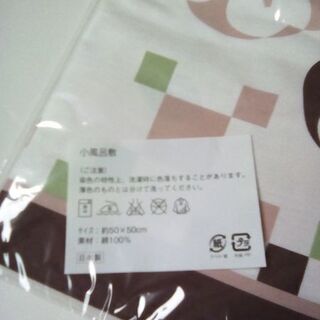 小風呂敷
〈ご注意〉
染色の特性上、洗濯時に色落ちすることがあります。
薄色のものとは分けて洗ってください。
サイズ：約50×50cm
素材：綿100％
日本製
紙
プラ